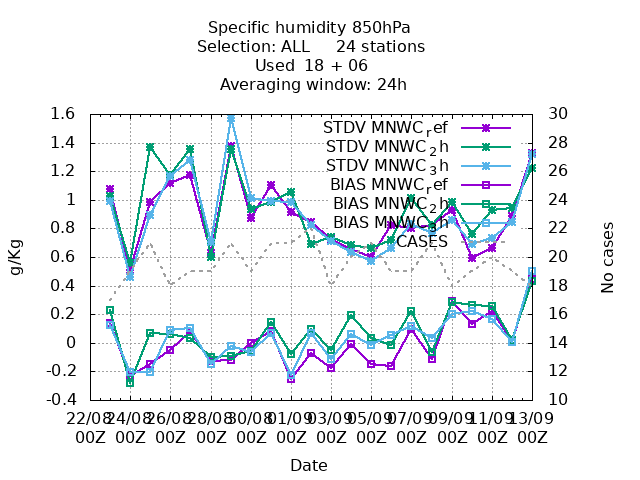 Specific humidity 850hPa
Selection: ALL 24 stations
Used 18 + 06
Averaging window: 24h
STDV MNWC_ref
STDV MNWC_2h
STDV MNWC_3h
BIAS MNWC_ref
BIAS MNWC_2h
BIAS MNWC_3h
CASES
g/Kg
1.6
1.4
1.2
1
0.8
0.6
0.4
0.2
0
-0.2
-0.4
No cases
30
28
26
24
22
20
18
16
14
12
10
22/08 24/08 26/08 28/08 30/08 01/09 03/09 05/09 07/09 09/09 11/09 13/09
00Z 00Z 00Z 00Z 00Z 00Z 00Z 00Z 00Z 00Z 00Z 00Z
Date